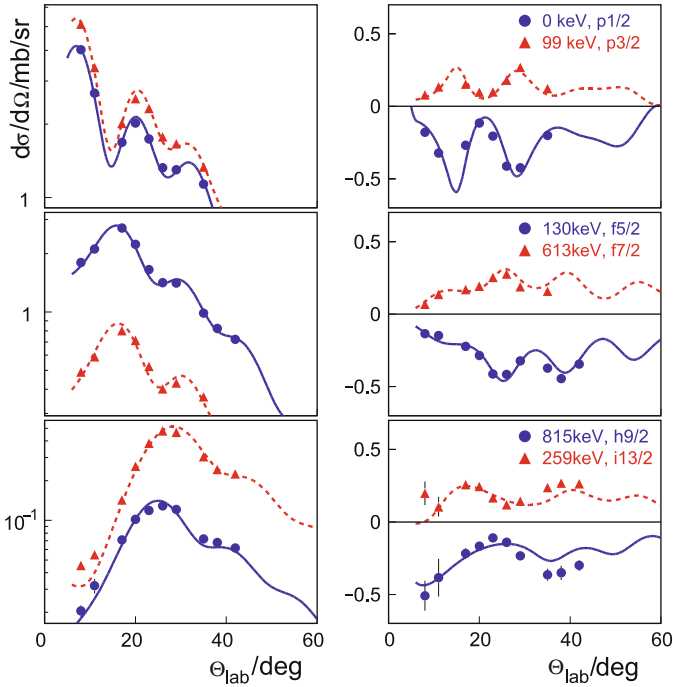 dσ/dΩ/mb/sr
1
1
10⁻¹
0 20 40 60
Θlab/deg
0 keV, p1/2
99 keV, p3/2
0.5
0
−0.5
130keV, f5/2
613keV, f7/2
0.5
0
−0.5
815keV, h9/2
259keV, i13/2
0.5
0
−0.5
0 20 40 60
Θlab/deg